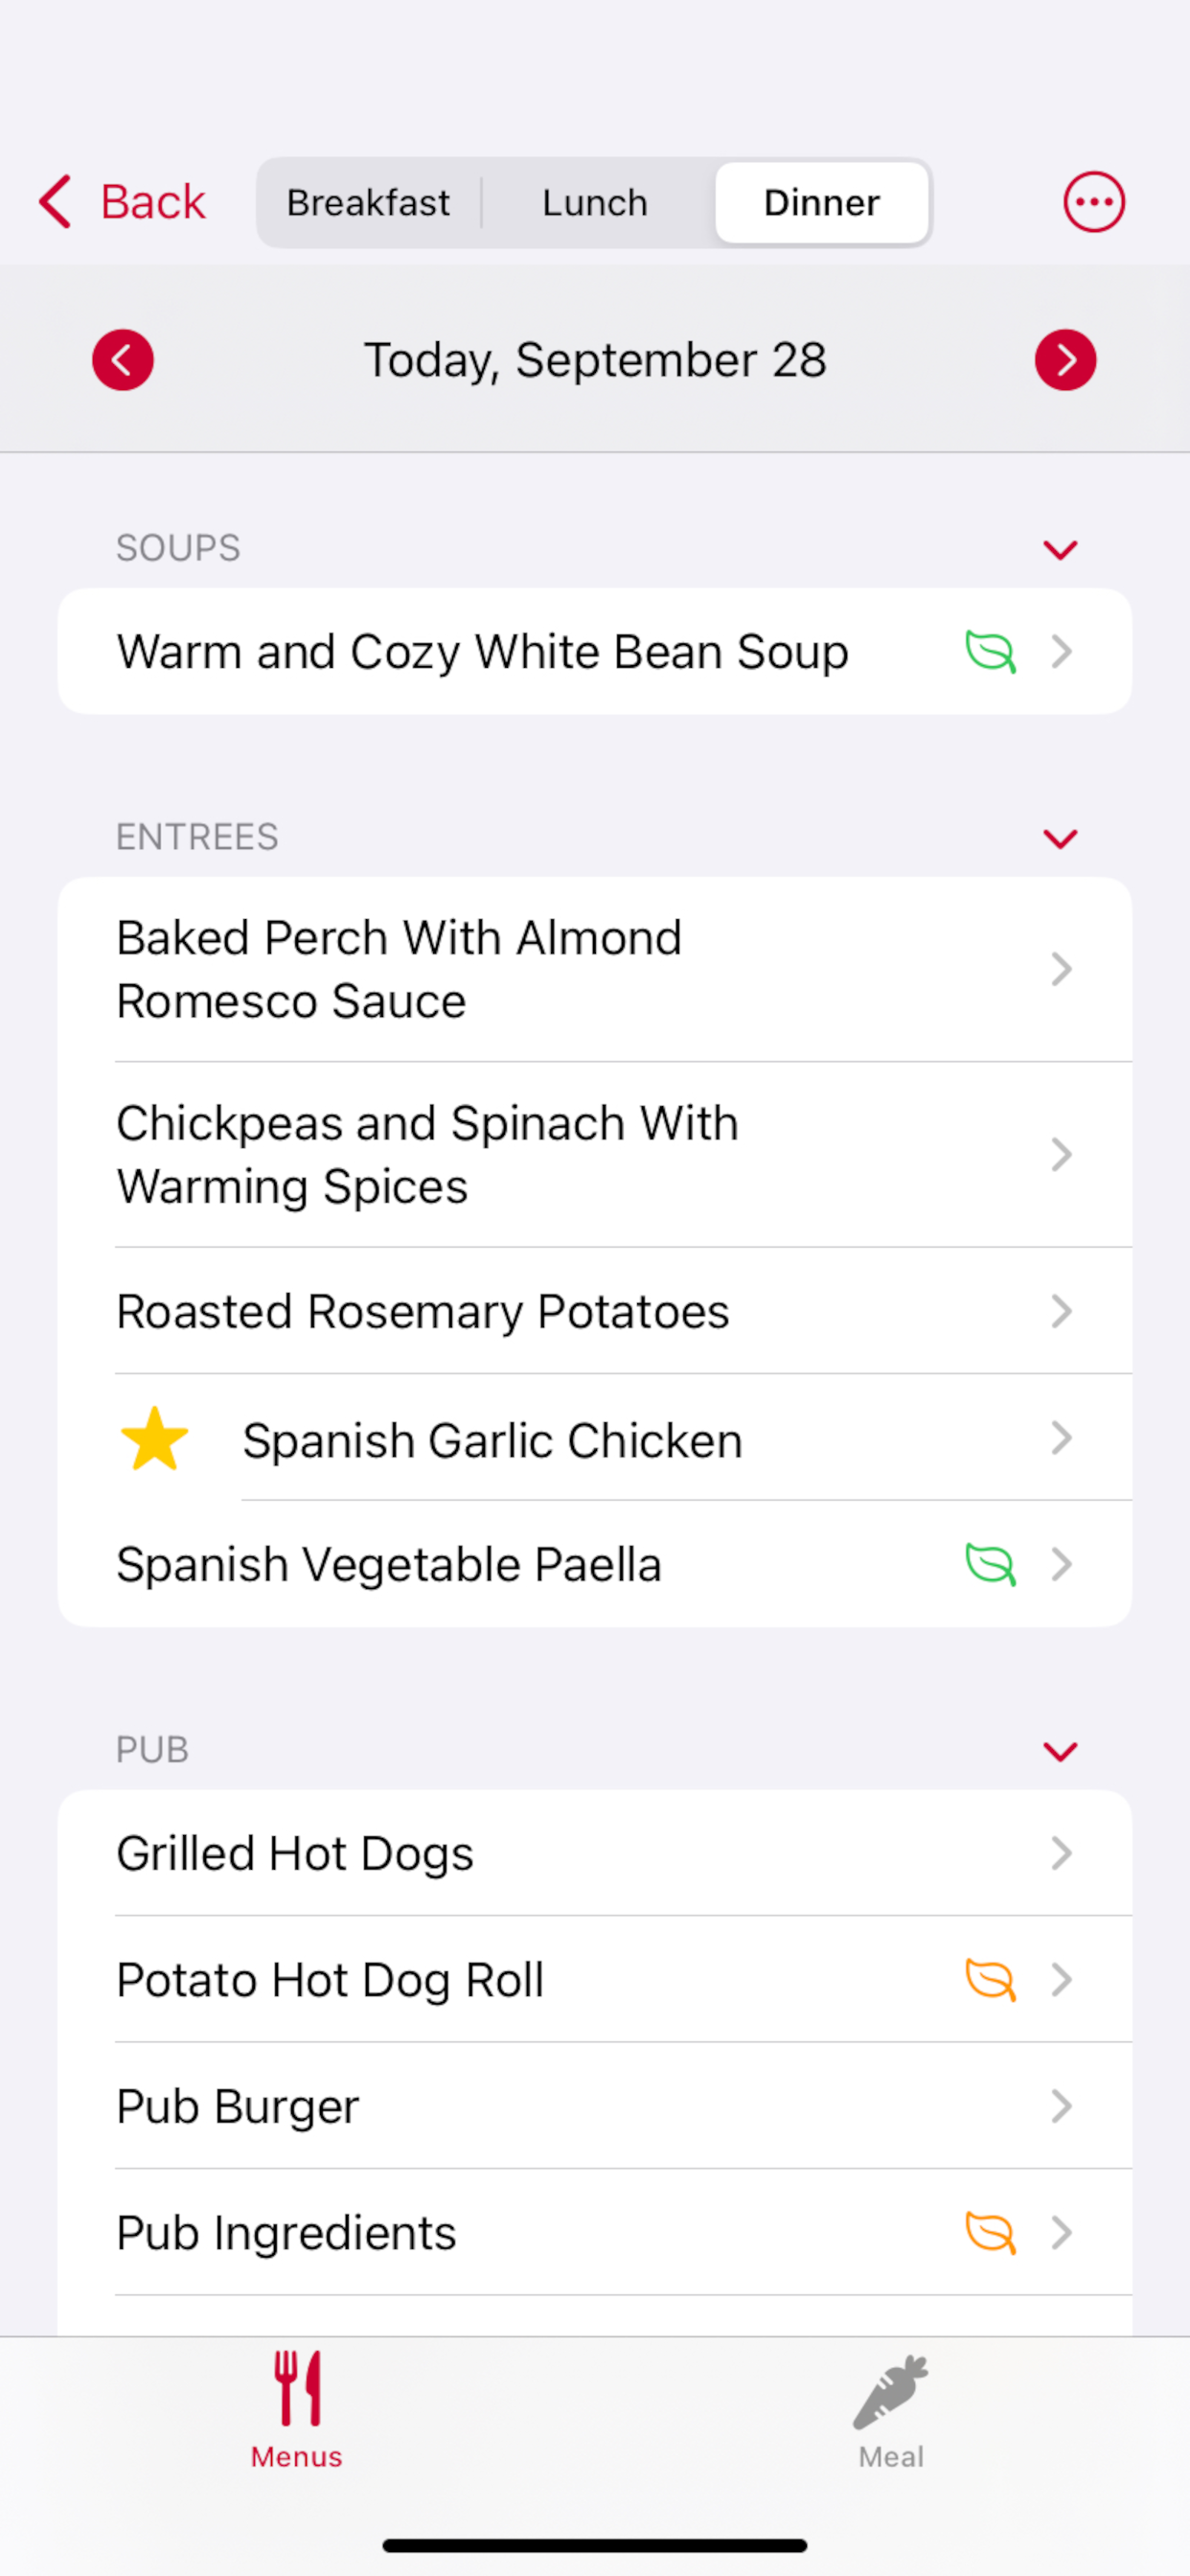 Back
Breakfast
Lunch
Dinner
Today, September 28
SOUPS
Warm and Cozy White Bean Soup
ENTREES
Baked Perch With Almond
Romesco Sauce
Chickpeas and Spinach With
Warming Spices
Roasted Rosemary Potatoes
Spanish Garlic Chicken
Spanish Vegetable Paella
PUB
Grilled Hot Dogs
Potato Hot Dog Roll
Pub Burger
Pub Ingredients
Menus
Meal